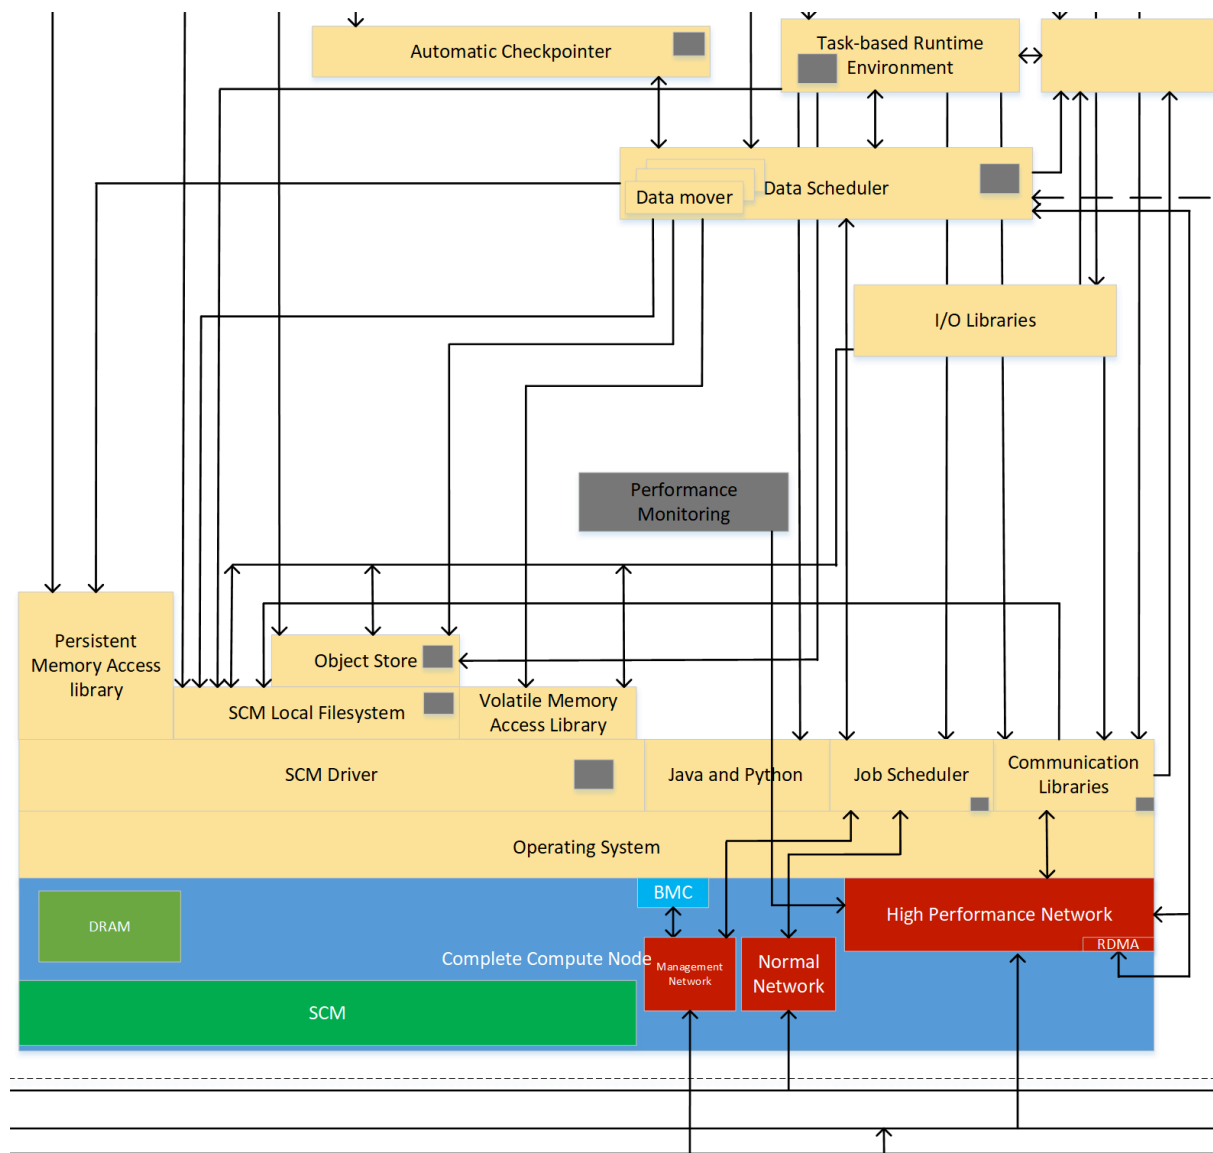 Automatic Checkpointer
Task-based Runtime
Environment
Data Scheduler
Data mover
I/O Libraries
Performance
Monitoring
Persistent
Memory Access
library
Object Store
SCM Local Filesystem
Volatile Memory
Access Library
SCM Driver
Java and Python
Job Scheduler
Communication
Libraries
Operating System
BMC
DRAM
High Performance Network
RDMA
Complete Compute Node
Management
Network
Normal
Network
SCM